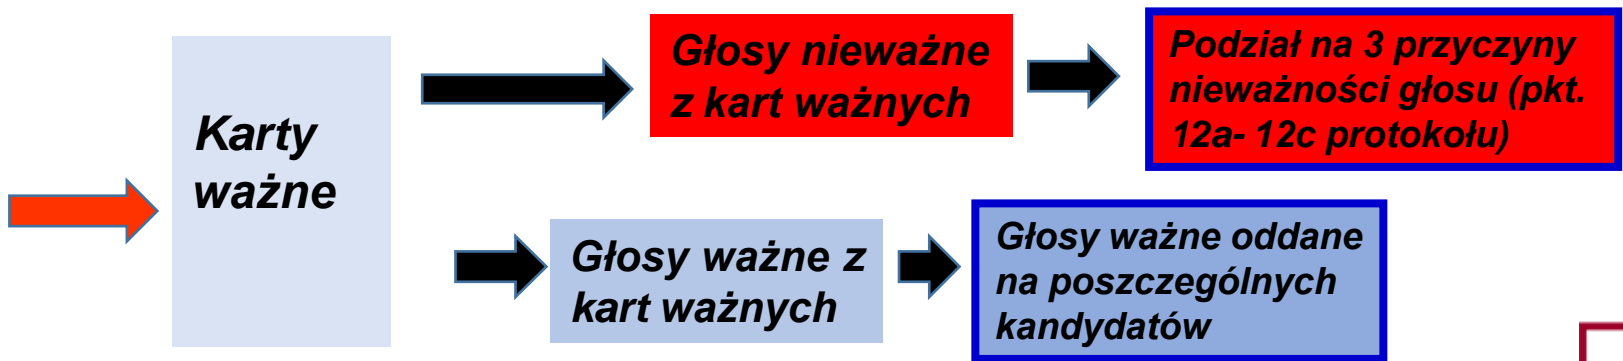 Karty
ważne
Głosy nieważne
z kart ważnych
Podział na 3 przyczyny
nieważności głosu (pkt.
12a- 12c protokołu)
Głosy ważne z
kart ważnych
Głosy ważne oddane
na poszczególnych
kandydatów